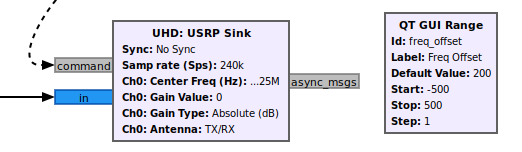 UHD: USRP Sink
Sync: No Sync
command
Samp rate (Sps): 240k
Ch0: Center Freq (Hz): ...25M
async_msgs
in
Ch0: Gain Value: 0
Ch0: Gain Type: Absolute (dB)
Ch0: Antenna: TX/RX
QT GUI Range
Id: freq_offset
Label: Freq Offset
Default Value: 200
Start: -500
Stop: 500
Step: 1